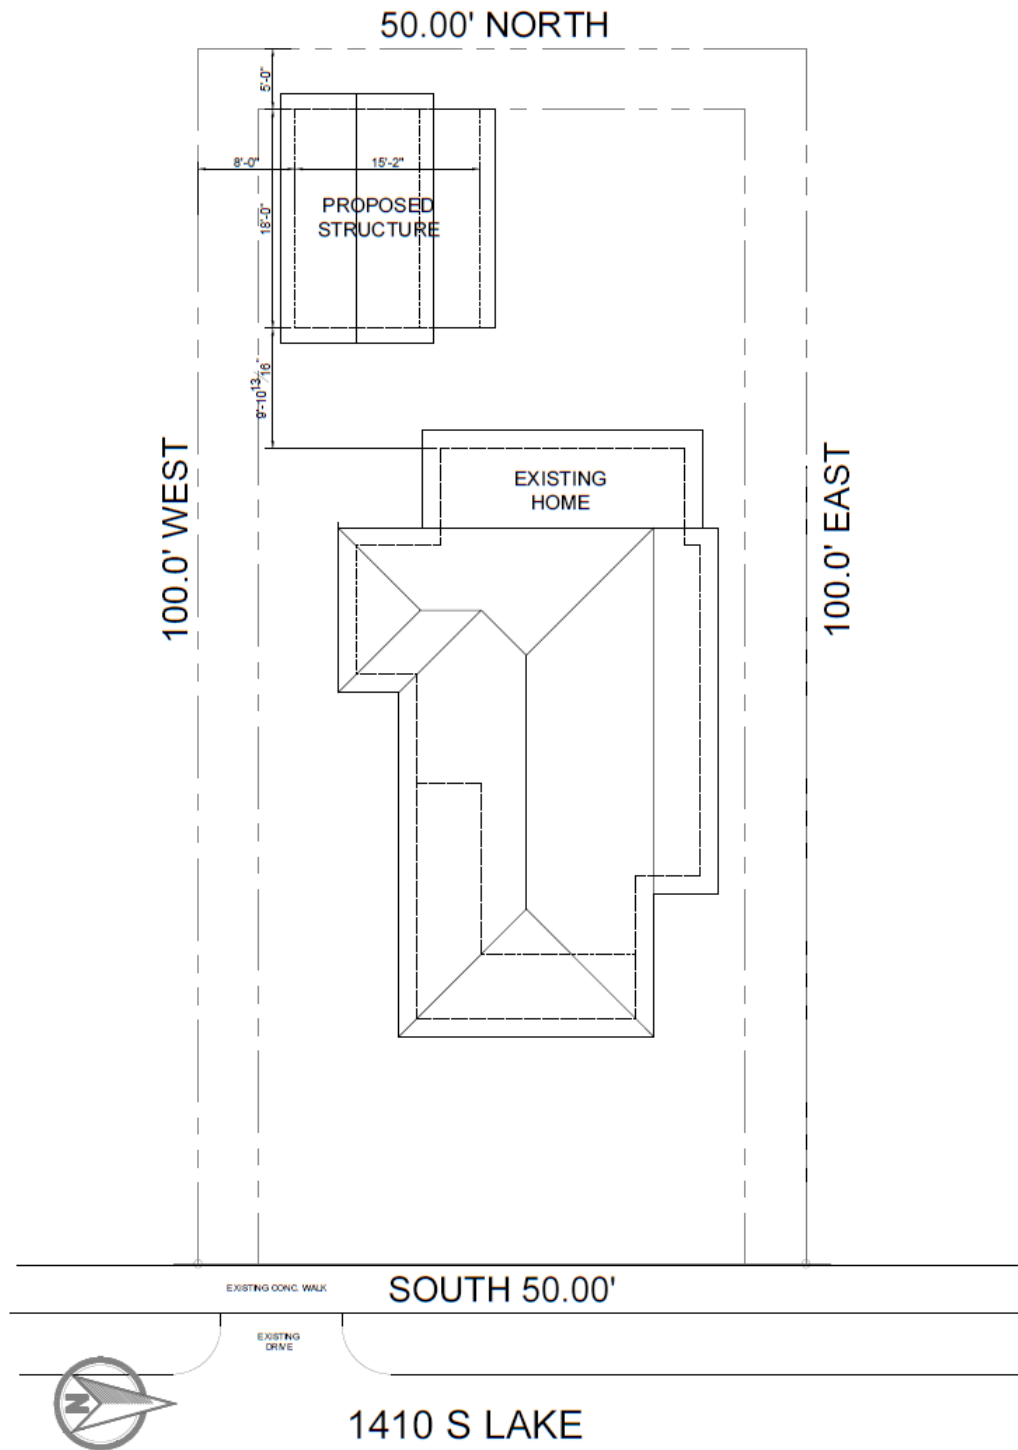 50.00' NORTH
5'-0"
8'-0"
15'-2"
PROPOSED
STRUCTURE
18'-0"
9'-10 13/16"
100.0' WEST
100.0' EAST
EXISTING
HOME
EXISTING CONC. WALK
SOUTH 50.00'
EXISTING
DRIVE
N
1410 S LAKE